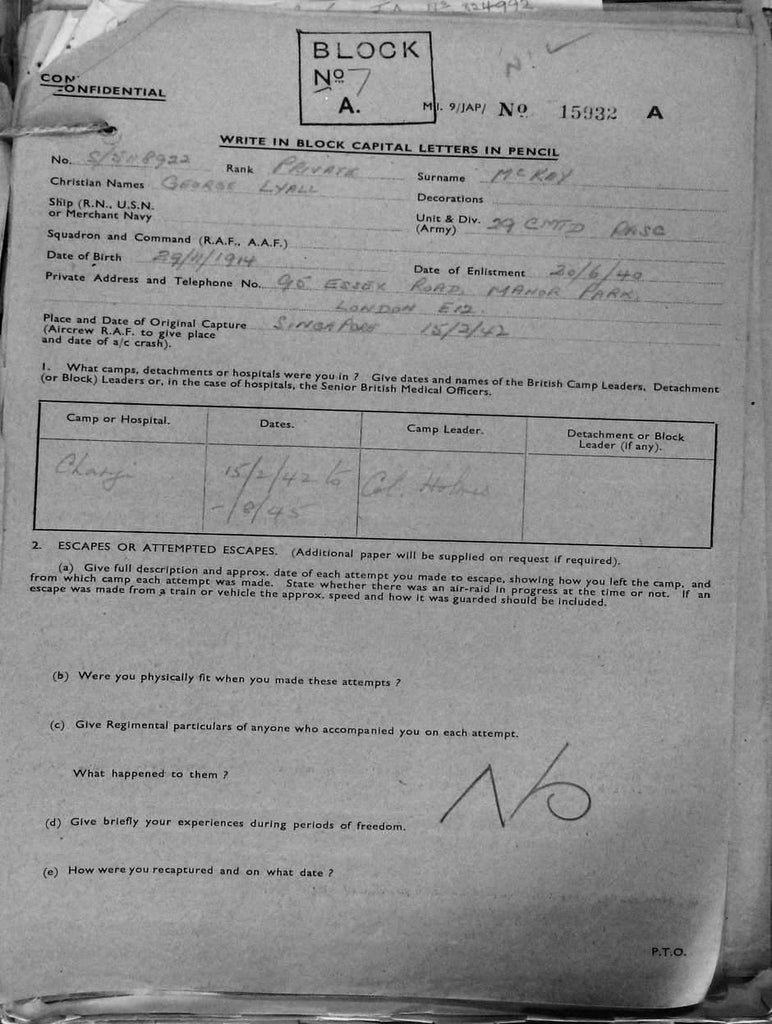 BLOCK
Nº 7
A.
CON
CONFIDENTIAL
M.I. 9/JAP/ Nº 15932 A
WRITE IN BLOCK CAPITAL LETTERS IN PENCIL
No. S/5118922 Rank PRIVATE Surname McKAY
Christian Names GEORGE LYALL Decorations
Ship (R.N., U.S.N. or Merchant Navy Unit & Div. (Army) 29 CMTD RASC
Squadron and Command (R.A.F., A.A.F.)
Date of Birth 29/11/1914 Date of Enlistment 20/6/40
Private Address and Telephone No. 95 ESSEX ROAD, MANOR PARK,
LONDON E12.
Place and Date of Original Capture SINGAPORE 15/2/42
(Aircrew R.A.F. to give place
and date of a/c crash).
1. What camps, detachments or hospitals were you in ? Give dates and names of the British Camp Leaders, Detachment
(or Block) Leaders or, in the case of hospitals, the Senior British Medical Officers.
Camp or Hospital. Dates. Camp Leader. Detachment or Block Leader (if any).
Changi 15/2/42 to Col. Holmes
-/8/45
2. ESCAPES OR ATTEMPTED ESCAPES. (Additional paper will be supplied on request if required).
(a) Give full description and approx. date of each attempt you made to escape, showing how you left the camp, and
from which camp each attempt was made. State whether there was an air-raid in progress at the time or not. If an
escape was made from a train or vehicle the approx. speed and how it was guarded should be included.
(b) Were you physically fit when you made these attempts ?
(c) Give Regimental particulars of anyone who accompanied you on each attempt.
What happened to them ?
No
(d) Give briefly your experiences during periods of freedom.
(e) How were you recaptured and on what date ?
P.T.O.